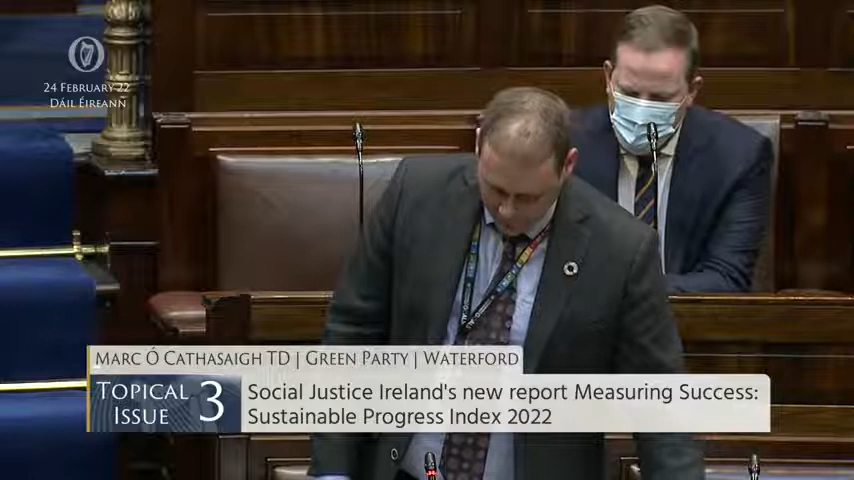 24 February 22
Dáil Éireann
Marc Ó Cathasaigh TD | Green Party | Waterford
Topical Issue 3
Social Justice Ireland's new report Measuring Success:
Sustainable Progress Index 2022